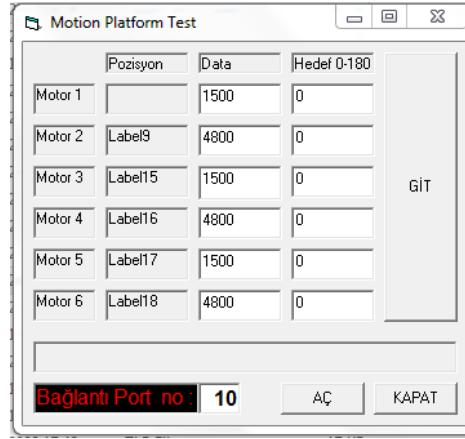 Motion Platform Test
Pozisyon Data Hedef 0-180
Motor 1 1500 0
Motor 2 Label9 4800 0
Motor 3 Label15 1500 0
GİT
Motor 4 Label16 4800 0
Motor 5 Label17 1500 0
Motor 6 Label18 4800 0
Bağlantı Port no : 10 AÇ KAPAT